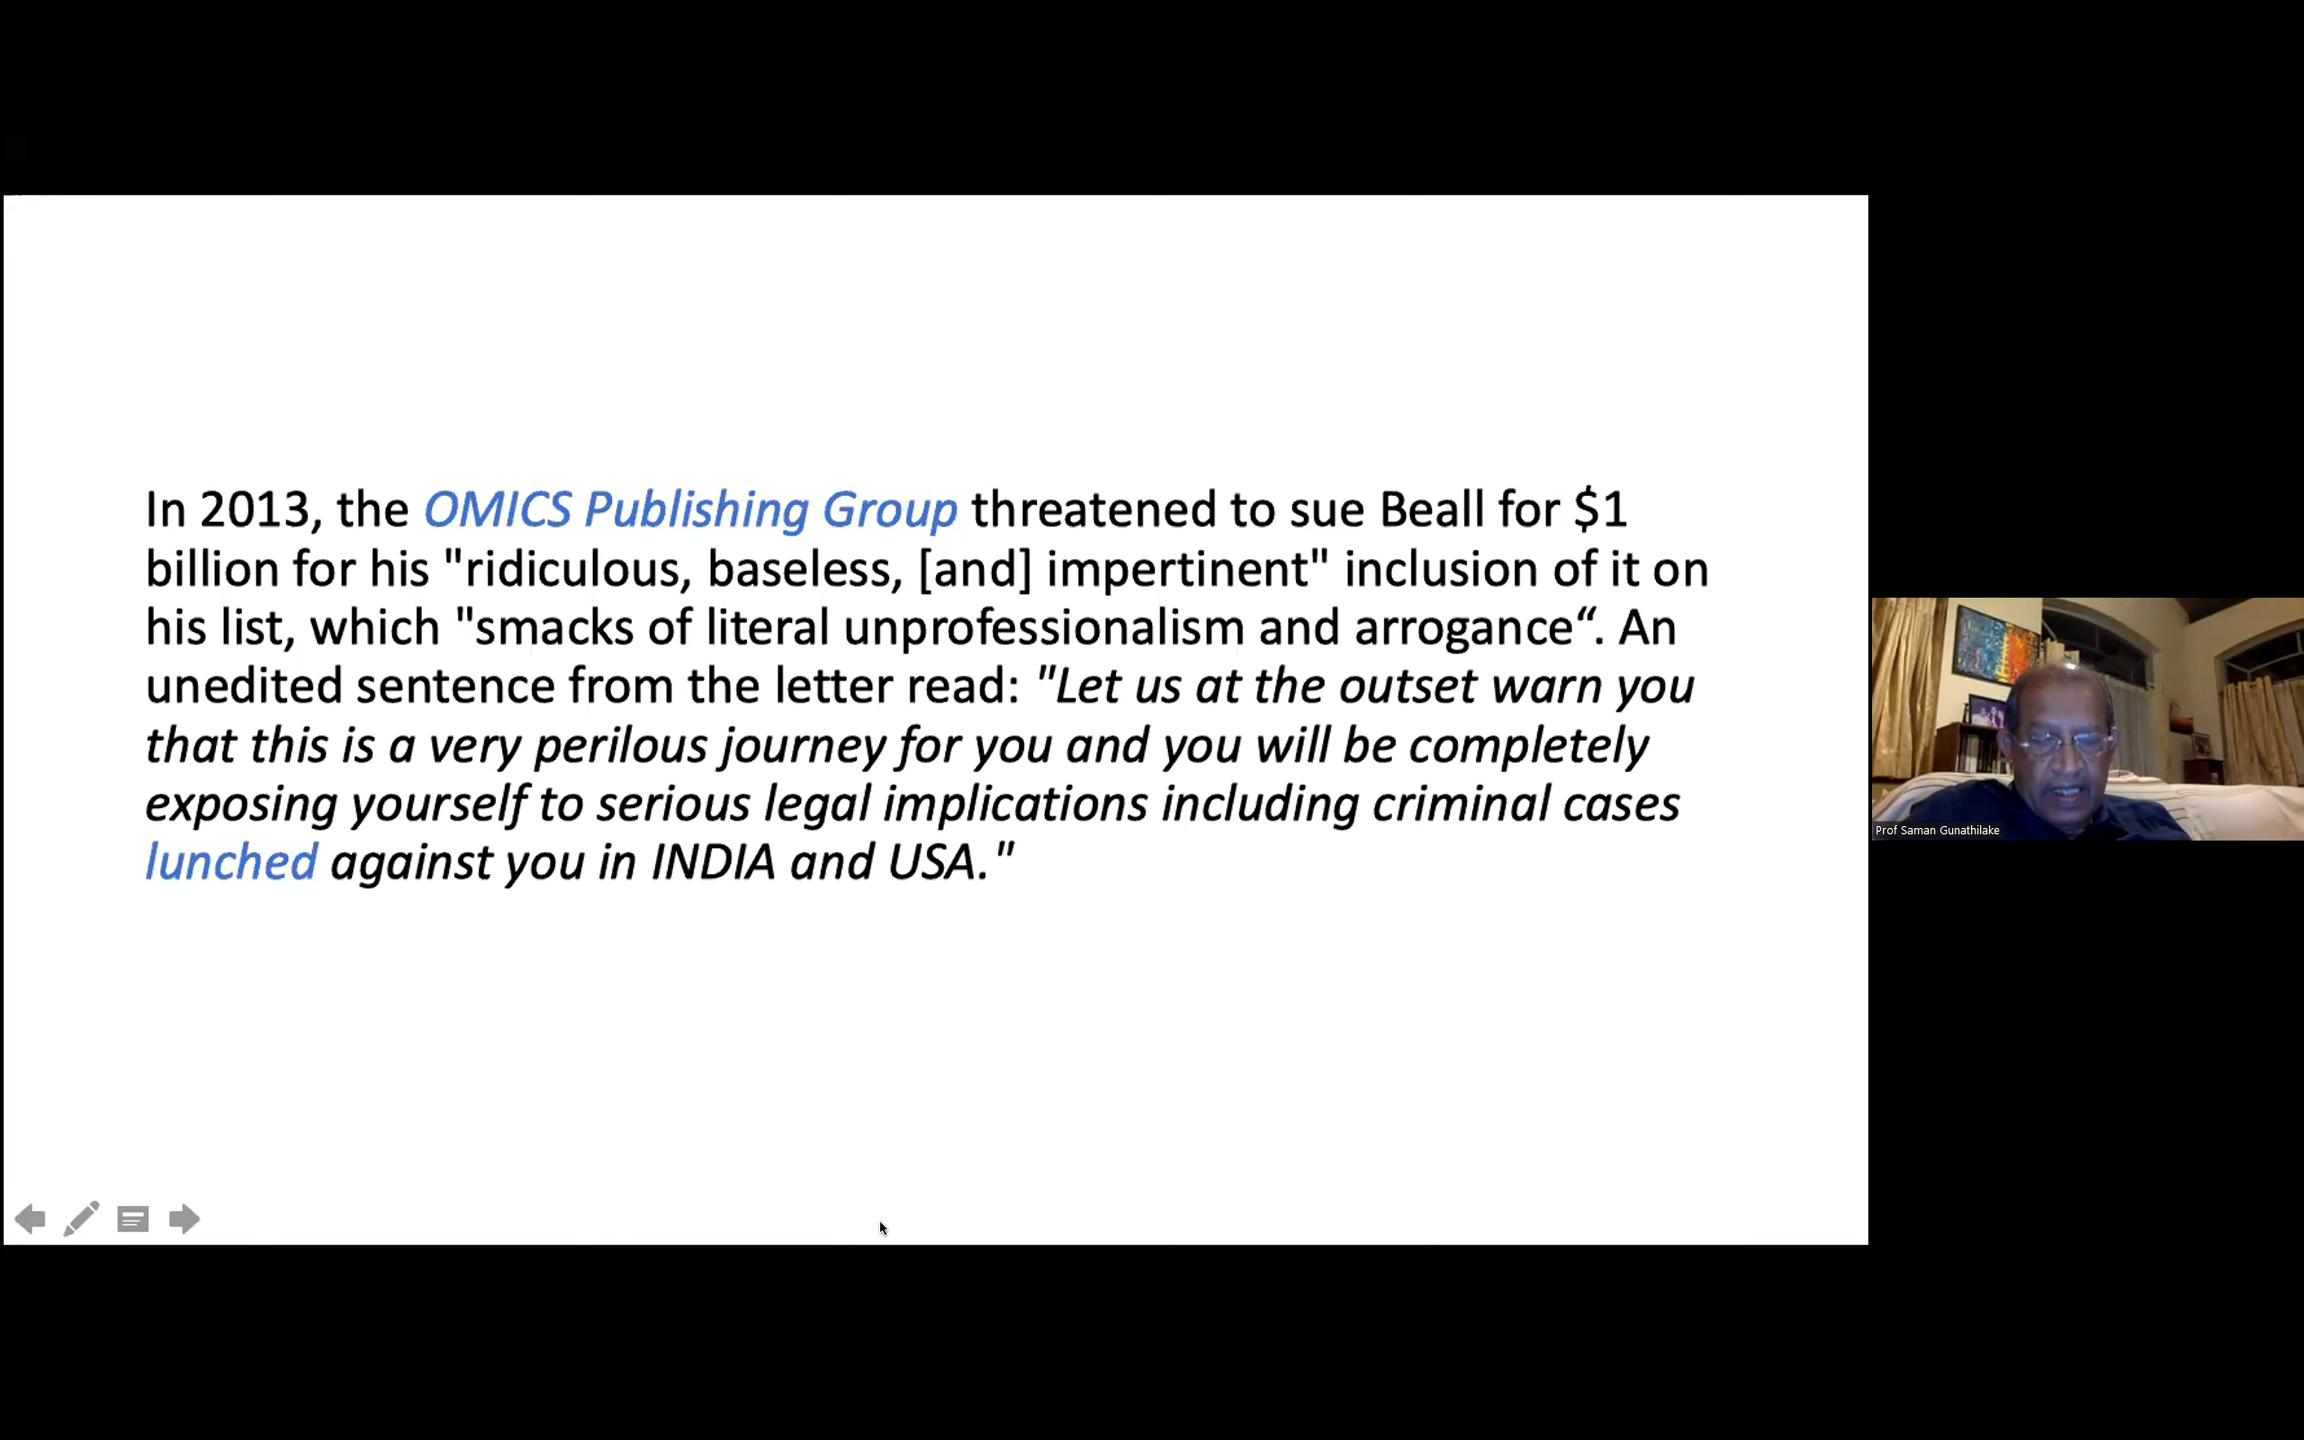 In 2013, the OMICS Publishing Group threatened to sue Beall for $1
billion for his "ridiculous, baseless, [and] impertinent" inclusion of it on
his list, which "smacks of literal unprofessionalism and arrogance“. An
unedited sentence from the letter read: "Let us at the outset warn you
that this is a very perilous journey for you and you will be completely
exposing yourself to serious legal implications including criminal cases
lunched against you in INDIA and USA."
Prof Saman Gunathilake